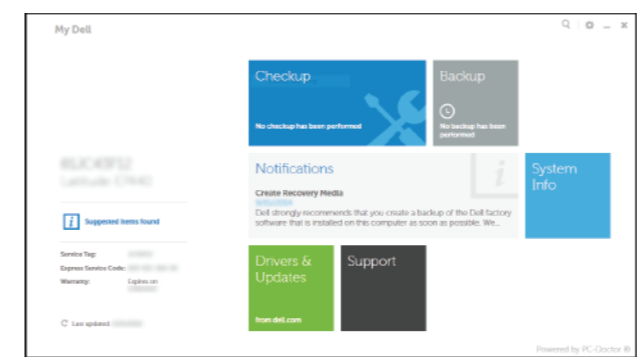 My Dell
Checkup
No checkup has been performed
Backup
No backup has been
performed
Notifications
Create Recovery Media
Dell strongly recommends that you create a backup of the Dell factory
software that is installed on this computer as soon as possible. We...
System
Info
Suggested items found
Service Tag:
Express Service Code:
Warranty: Expires on
Last updated:
Drivers &
Updates
from dell.com
Support
Powered by PC-Doctor ®